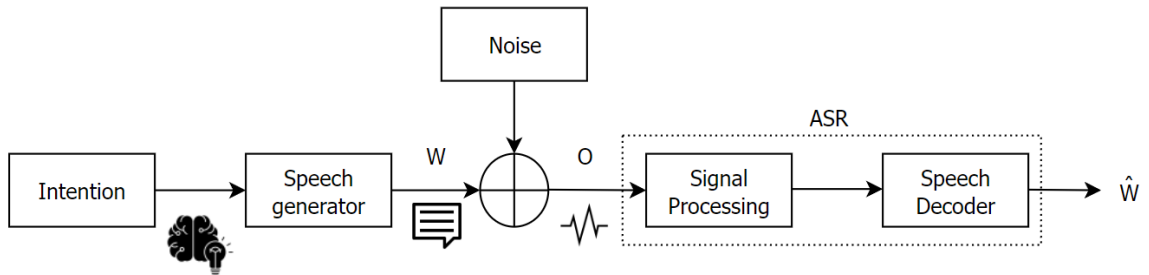 Noise
ASR
Intention
Speech
generator
W
O
Signal
Processing
Speech
Decoder
Ŵ